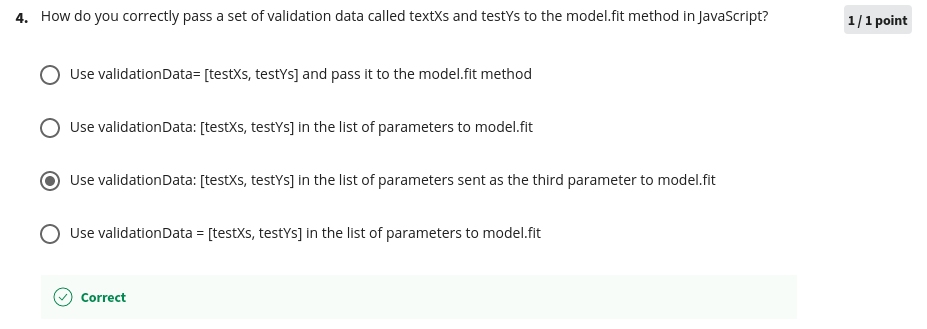 4. How do you correctly pass a set of validation data called textXs and testYs to the model.fit method in JavaScript?
1 / 1 point
Use validationData= [testXs, testYs] and pass it to the model.fit method
Use validationData: [testXs, testYs] in the list of parameters to model.fit
Use validationData: [testXs, testYs] in the list of parameters sent as the third parameter to model.fit
Use validationData = [testXs, testYs] in the list of parameters to model.fit
Correct